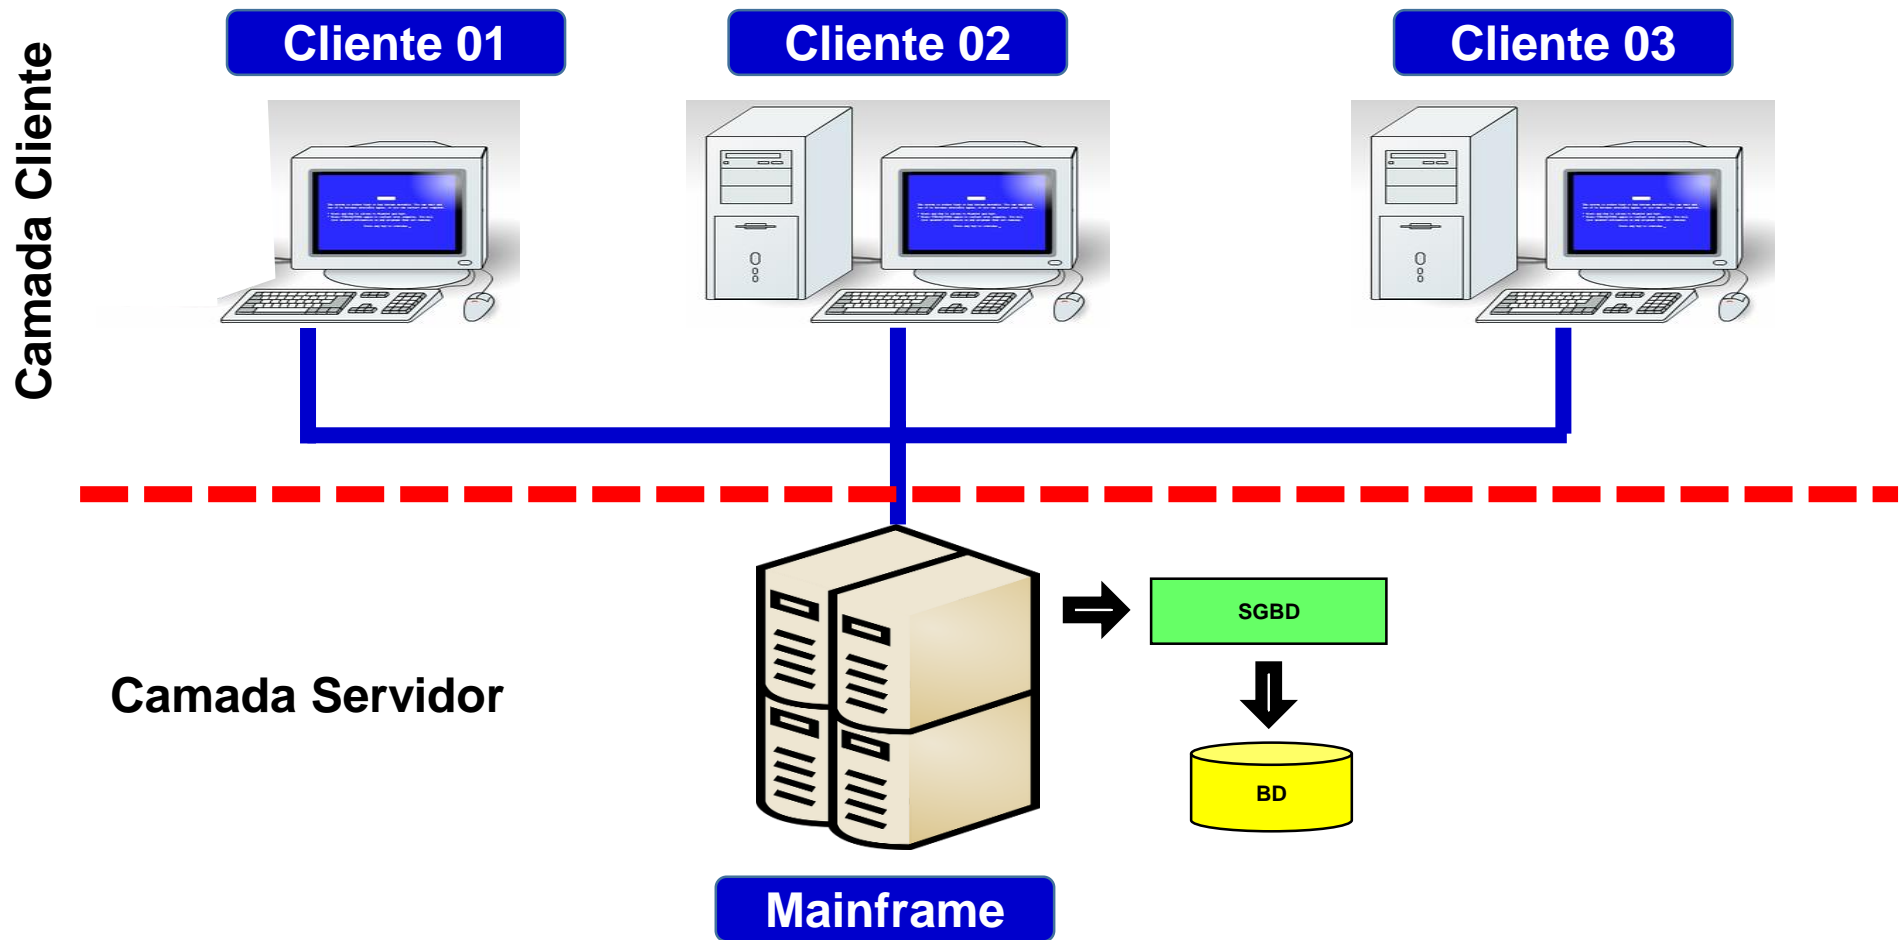 Cliente 01
Cliente 02
Cliente 03
Camada Cliente
SGBD
Camada Servidor
BD
Mainframe